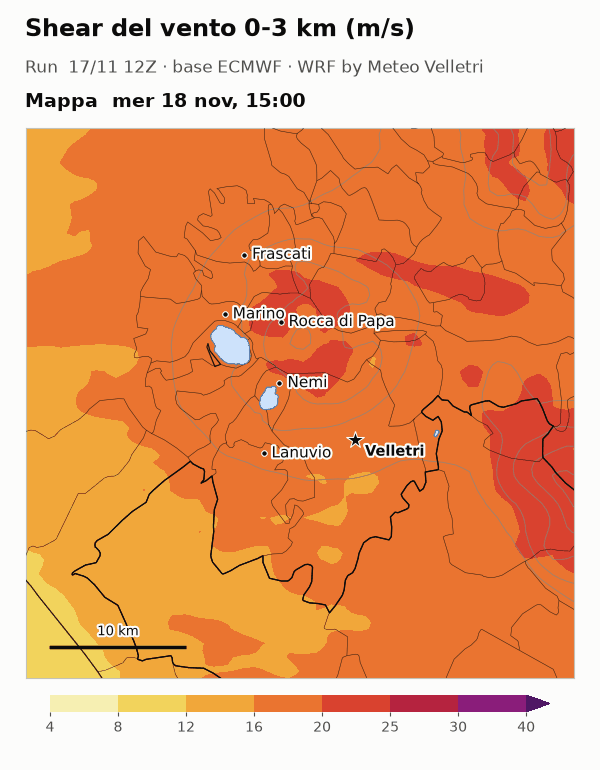 Shear del vento 0-3 km (m/s)
Run 17/11 12Z · base ECMWF · WRF by Meteo Velletri
Mappa mer 18 nov, 15:00
Frascati
Marino
Rocca di Papa
Nemi
Velletri
Lanuvio
10 km
4 8 12 16 20 25 30 40